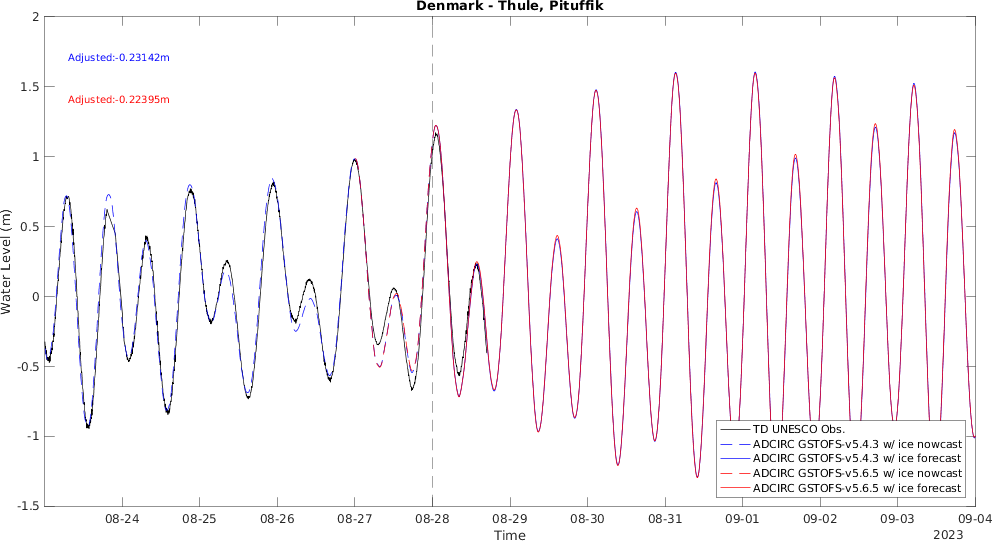 Denmark - Thule, Pituffik
2
1.5
1
0.5
0
-0.5
-1
-1.5
Water Level (m)
Adjusted:-0.23142m
Adjusted:-0.22395m
TD UNESCO Obs.
ADCIRC GSTOFS-v5.4.3 w/ ice nowcast
ADCIRC GSTOFS-v5.4.3 w/ ice forecast
ADCIRC GSTOFS-v5.6.5 w/ ice nowcast
ADCIRC GSTOFS-v5.6.5 w/ ice forecast
08-24 08-25 08-26 08-27 08-28 08-29 08-30 08-31 09-01 09-02 09-03 09-04
Time
2023